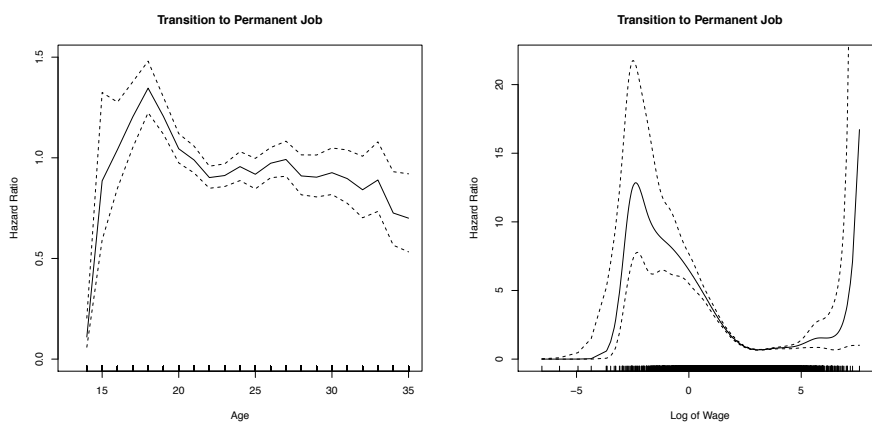 Transition to Permanent Job
Hazard Ratio
0.0
0.5
1.0
1.5
15
20
25
30
35
Age
Transition to Permanent Job
Hazard Ratio
0
5
10
15
20
−5
0
5
Log of Wage